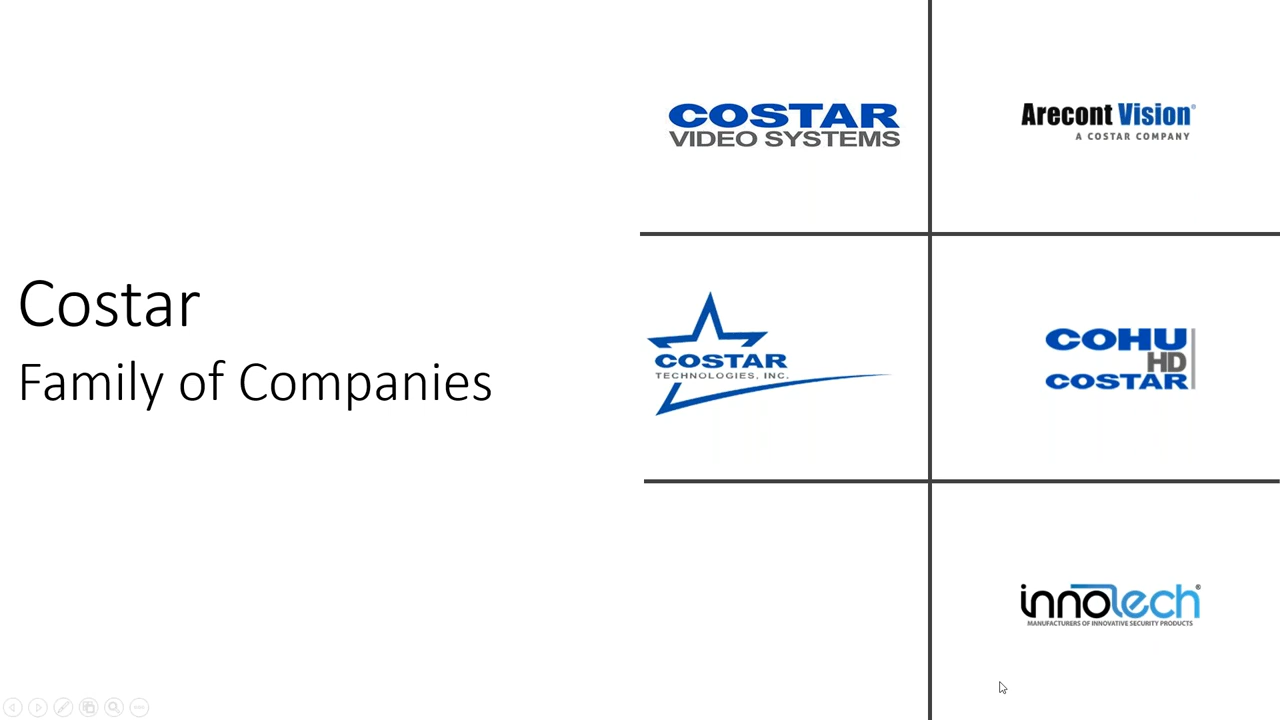 Costar
Family of Companies
COSTAR
VIDEO SYSTEMS
Arecont Vision®
A COSTAR COMPANY
COSTAR
TECHNOLOGIES, INC.
COHU
HD
COSTAR
innotech®
MANUFACTURERS OF INNOVATIVE SECURITY PRODUCTS